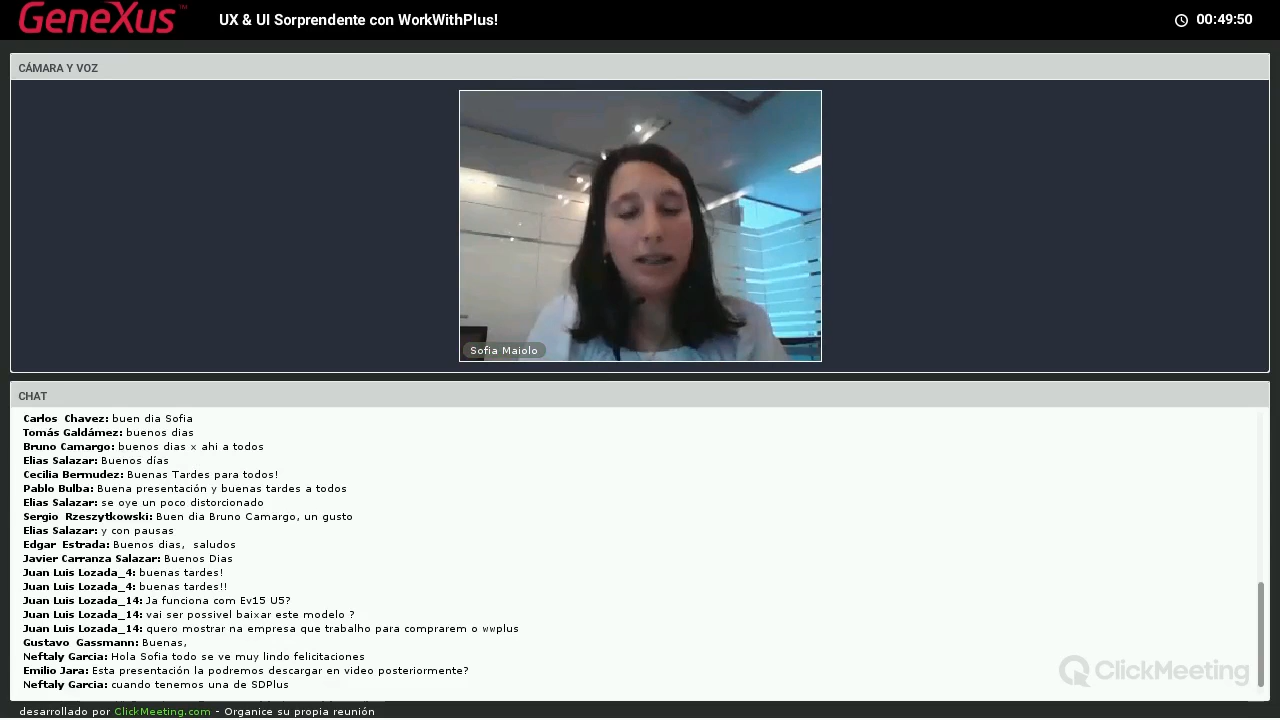 GeneXus™
UX & UI Sorprendente con WorkWithPlus!
00:49:50
CÁMARA Y VOZ
Sofia Maiolo
CHAT
Carlos Chavez: buen dia Sofia
Tomás Galdámez: buenos dias
Bruno Camargo: buenos dias x ahi a todos
Elias Salazar: Buenos días
Cecilia Bermudez: Buenas Tardes para todos!
Pablo Bulba: Buena presentación y buenas tardes a todos
Elias Salazar: se oye un poco distorcionado
Sergio Rzeszytkowski: Buen dia Bruno Camargo, un gusto
Elias Salazar: y con pausas
Edgar Estrada: Buenos dias, saludos
Javier Carranza Salazar: Buenos Dias
Juan Luis Lozada_4: buenas tardes!
Juan Luis Lozada_4: buenas tardes!!
Juan Luis Lozada_14: Ja funciona com Ev15 U5?
Juan Luis Lozada_14: vai ser possivel baixar este modelo ?
Juan Luis Lozada_14: quero mostrar na empresa que trabalho para comprarem o wwplus
Gustavo Gassmann: Buenas,
Neftaly Garcia: Hola Sofia todo se ve muy lindo felicitaciones
Emilio Jara: Esta presentación la podremos descargar en video posteriormente?
Neftaly Garcia: cuando tenemos una de SDPlus
ClickMeeting
desarrollado por ClickMeeting.com - Organice su propia reunión